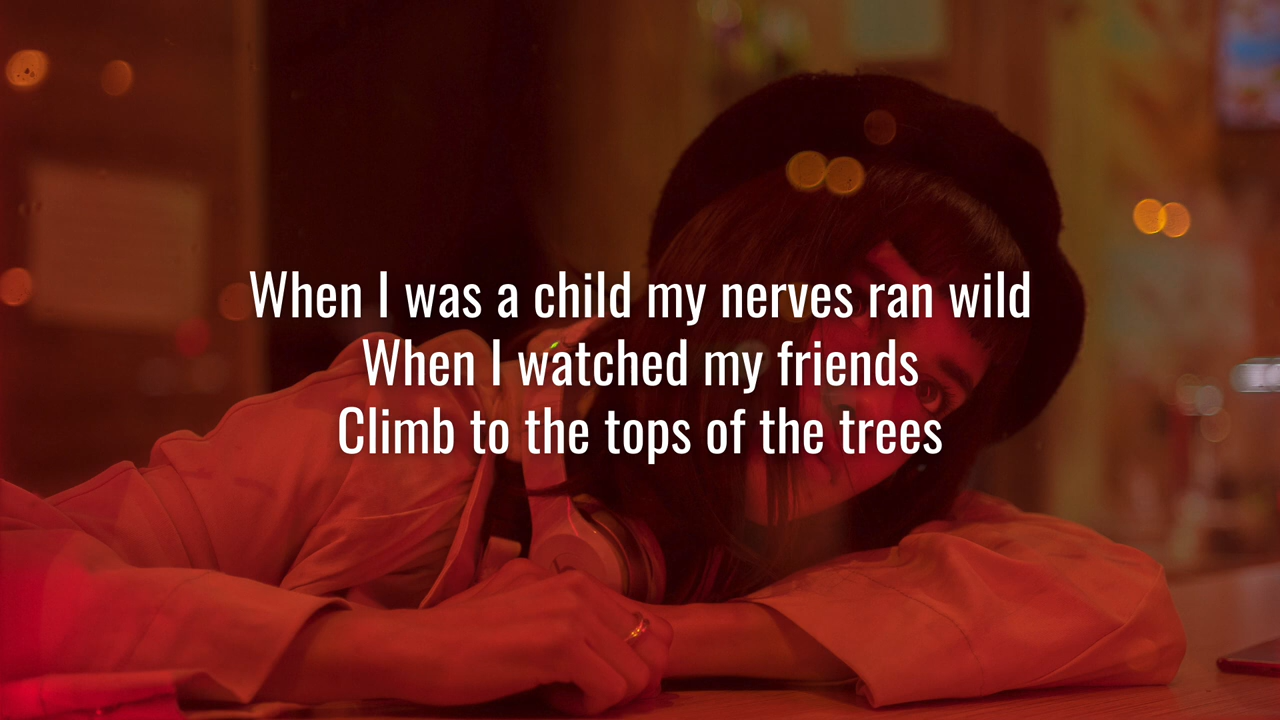 When I was a child my nerves ran wild
When I watched my friends
Climb to the tops of the trees